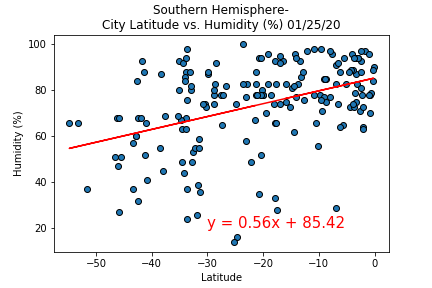 Southern Hemisphere-
City Latitude vs. Humidity (%) 01/25/20
100
80
60
40
20
Humidity (%)
y = 0.56x + 85.42
−50
−40
−30
−20
−10
0
Latitude